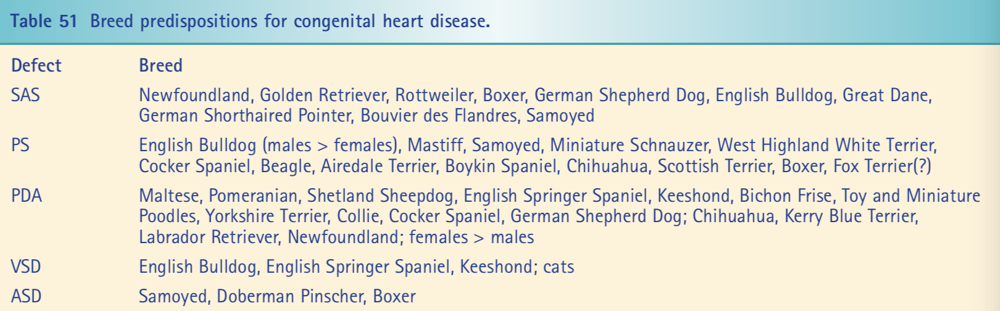 Table 51 Breed predispositions for congenital heart disease.
Defect Breed
SAS Newfoundland, Golden Retriever, Rottweiler, Boxer, German Shepherd Dog, English Bulldog, Great Dane,
German Shorthaired Pointer, Bouvier des Flandres, Samoyed
PS English Bulldog (males > females), Mastiff, Samoyed, Miniature Schnauzer, West Highland White Terrier,
Cocker Spaniel, Beagle, Airedale Terrier, Boykin Spaniel, Chihuahua, Scottish Terrier, Boxer, Fox Terrier(?)
PDA Maltese, Pomeranian, Shetland Sheepdog, English Springer Spaniel, Keeshond, Bichon Frise, Toy and Miniature
Poodles, Yorkshire Terrier, Collie, Cocker Spaniel, German Shepherd Dog; Chihuahua, Kerry Blue Terrier,
Labrador Retriever, Newfoundland; females > males
VSD English Bulldog, English Springer Spaniel, Keeshond; cats
ASD Samoyed, Doberman Pinscher, Boxer